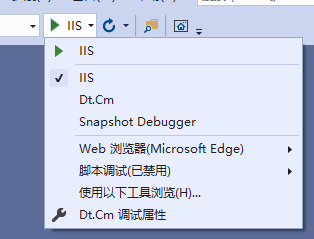 IIS
IIS
IIS
Dt.Cm
Snapshot Debugger
Web 浏览器(Microsoft Edge)
脚本调试(已禁用)
使用以下工具浏览(H)...
Dt.Cm 调试属性